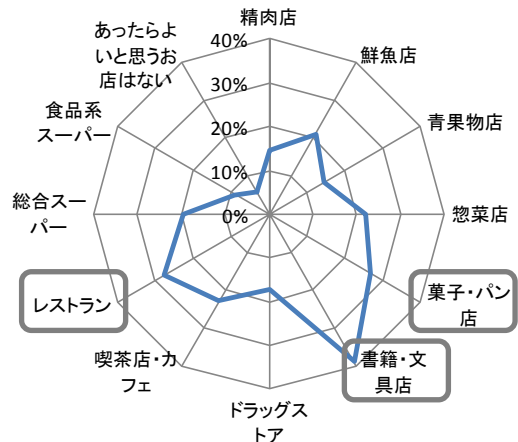 精肉店
鮮魚店
青果物店
惣菜店
菓子・パン
店
書籍・文
具店
ドラッグス
トア
喫茶店・カ
フェ
レストラン
総合スー
パー
食品系
スーパー
あったらよ
いと思うお
店はない
40%
30%
20%
10%
0%